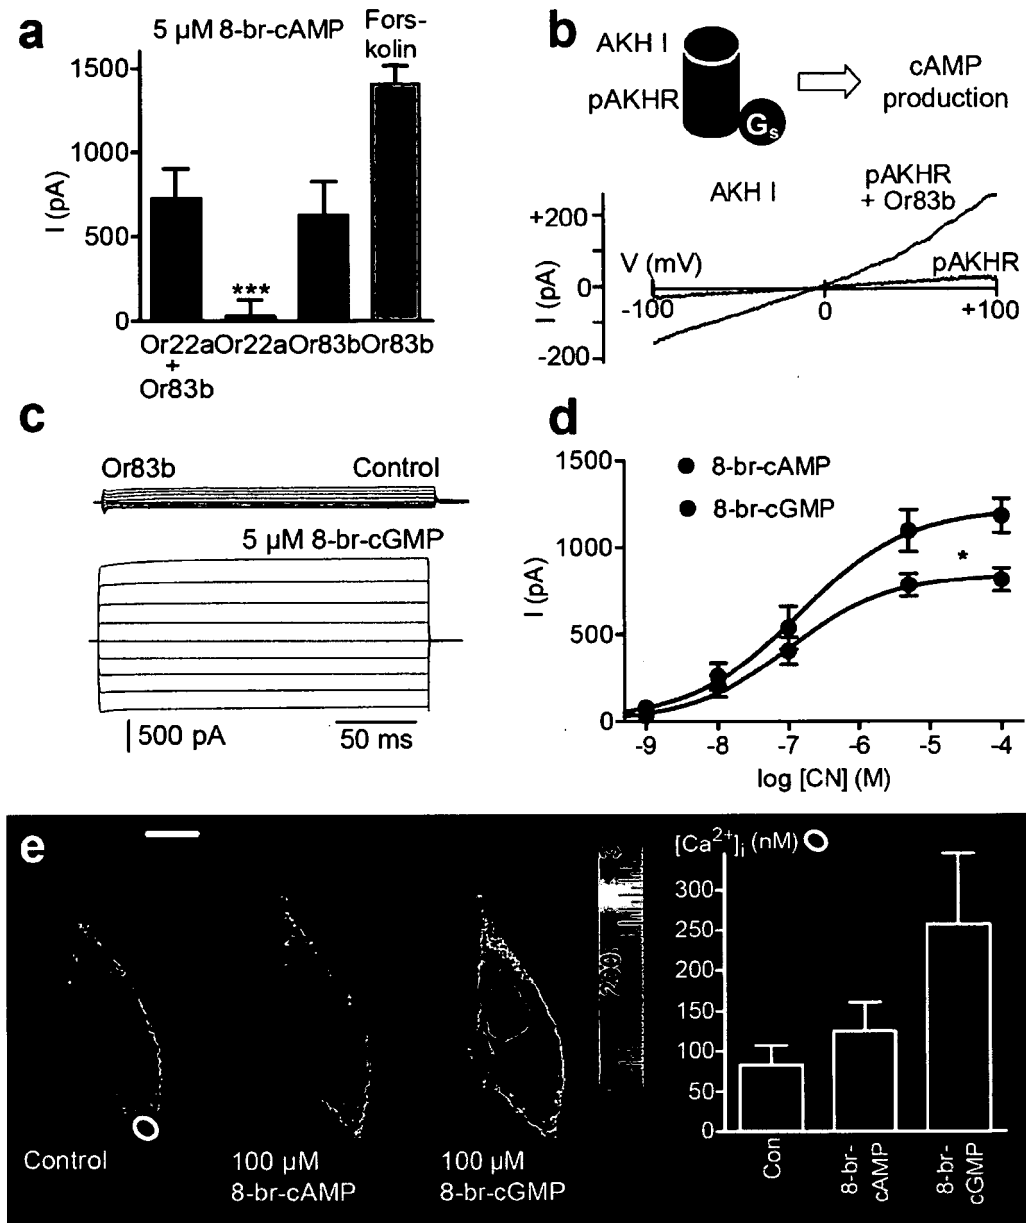 a
5 µM 8-br-cAMP
Fors-
kolin
1500
1000
500
0
I (pA)
***
Or22a Or22a Or83b Or83b
+
Or83b
b
AKH I
pAKHR
Gs
cAMP
production
AKH I
pAKHR
+ Or83b
+200
V (mV)
pAKHR
I (pA)
0
-100
0
+100
-200
c
Or83b
Control
5 µM 8-br-cGMP
500 pA
50 ms
d
1500
8-br-cAMP
8-br-cGMP
1000
*
I (pA)
500
0
-9 -8 -7 -6 -5 -4
log [CN] (M)
e
[Ca²⁺]i (nM)
300
250
200
150
100
50
0
200
Control
100 µM
8-br-cAMP
100 µM
8-br-cGMP
Con
8-br-
cAMP
8-br-
cGMP